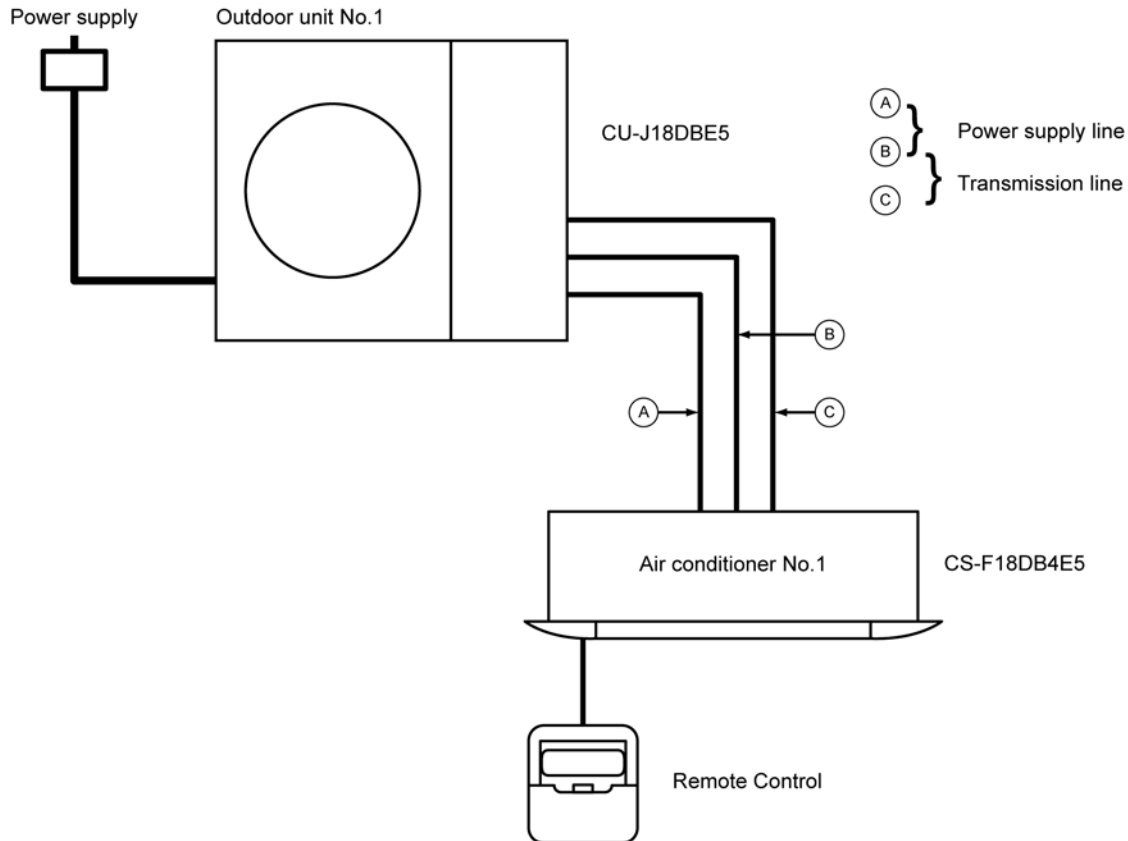 Power supply
Outdoor unit No.1
CU-J18DBE5
A
B
C
Power supply line
Transmission line
B
A
C
Air conditioner No.1
CS-F18DB4E5
Remote Control